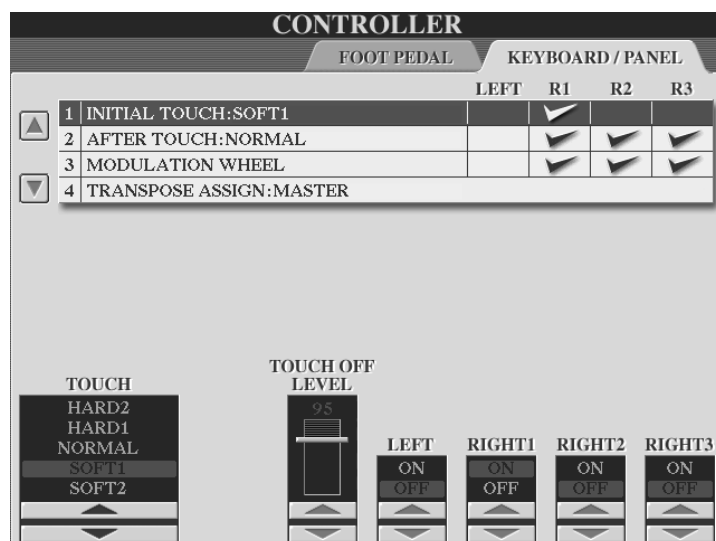 CONTROLLER
FOOT PEDAL KEYBOARD / PANEL
LEFT R1 R2 R3
1 INITIAL TOUCH:SOFT1
2 AFTER TOUCH:NORMAL
3 MODULATION WHEEL
4 TRANSPOSE ASSIGN:MASTER
TOUCH
HARD2
HARD1
NORMAL
SOFT1
SOFT2
TOUCH OFF
LEVEL
95
LEFT
ON
OFF
RIGHT1
ON
OFF
RIGHT2
ON
OFF
RIGHT3
ON
OFF